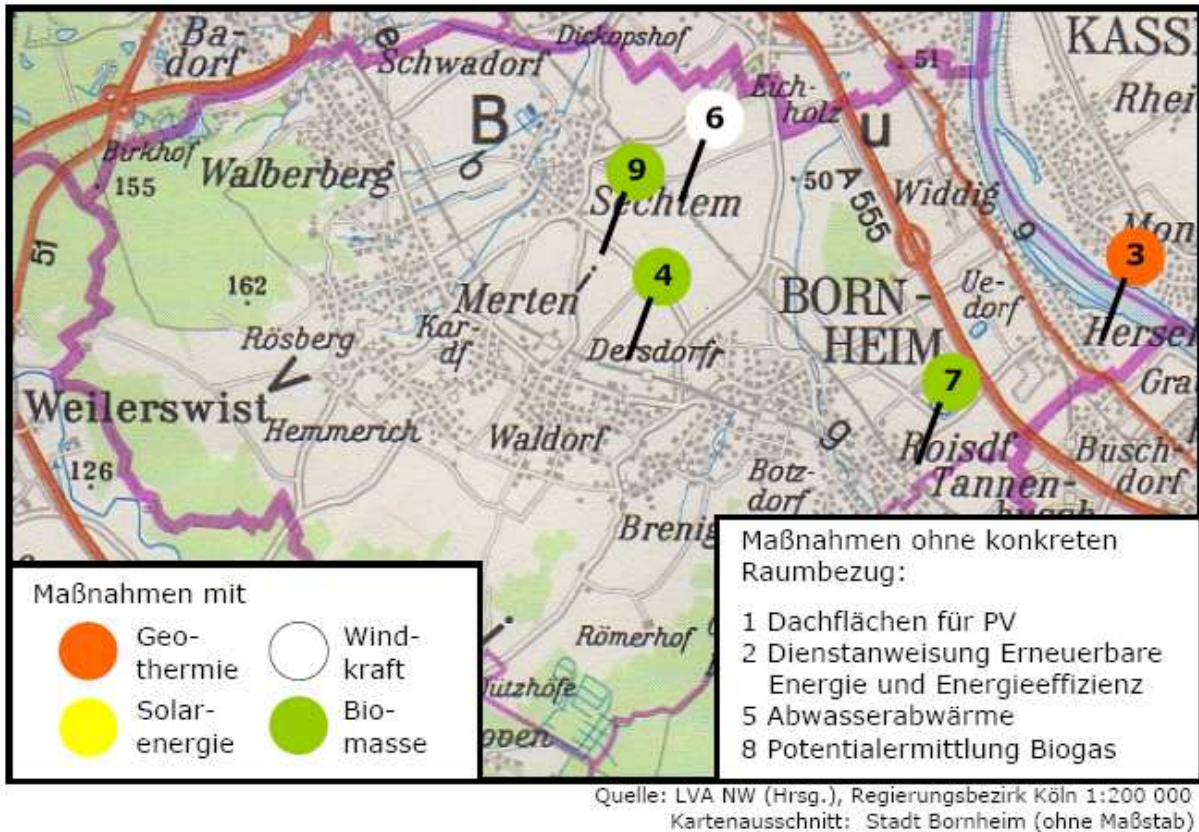 KASS
Ba-
dorf
Schwadorf
Dickopshof
51
Rhei
Eich-
holz
B
o
u
6
Birkhof
155
Walberberg
9
Sechtem
50
A 555
Widdig
g
Mon
3
51
162
4
Merten
BORN-
HEIM
Ue-
dorf
Hersel
Rösberg
Kar-
df
Dersdorf
7
Gra
V
Weilerswist
Hemmerich
Waldorf
g
Roisdf
Busch-
dorf
126
Botz-
dorf
Tannen-
Brenig
Römerhof
Maßnahmen mit
Geo-
thermie
Wind-
kraft
Solar-
energie
Bio-
masse
Maßnahmen ohne konkreten
Raumbezug:
1 Dachflächen für PV
2 Dienstanweisung Erneuerbare
Energie und Energieeffizienz
5 Abwasserabwärme
8 Potentialermittlung Biogas
Quelle: LVA NW (Hrsg.), Regierungsbezirk Köln 1:200 000
Kartenausschnitt: Stadt Bornheim (ohne Maßstab)